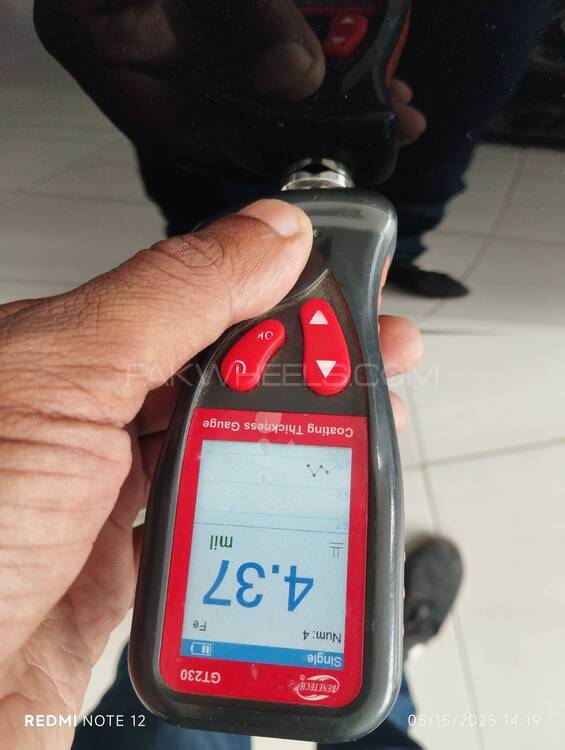 OK
PAKWHEELS.COM
Coating Thickness Gauge
mil
4.37
Fe
Num: 4
Single
GT230
BENETECH®
REDMI NOTE 12
05/15/2025 14:19